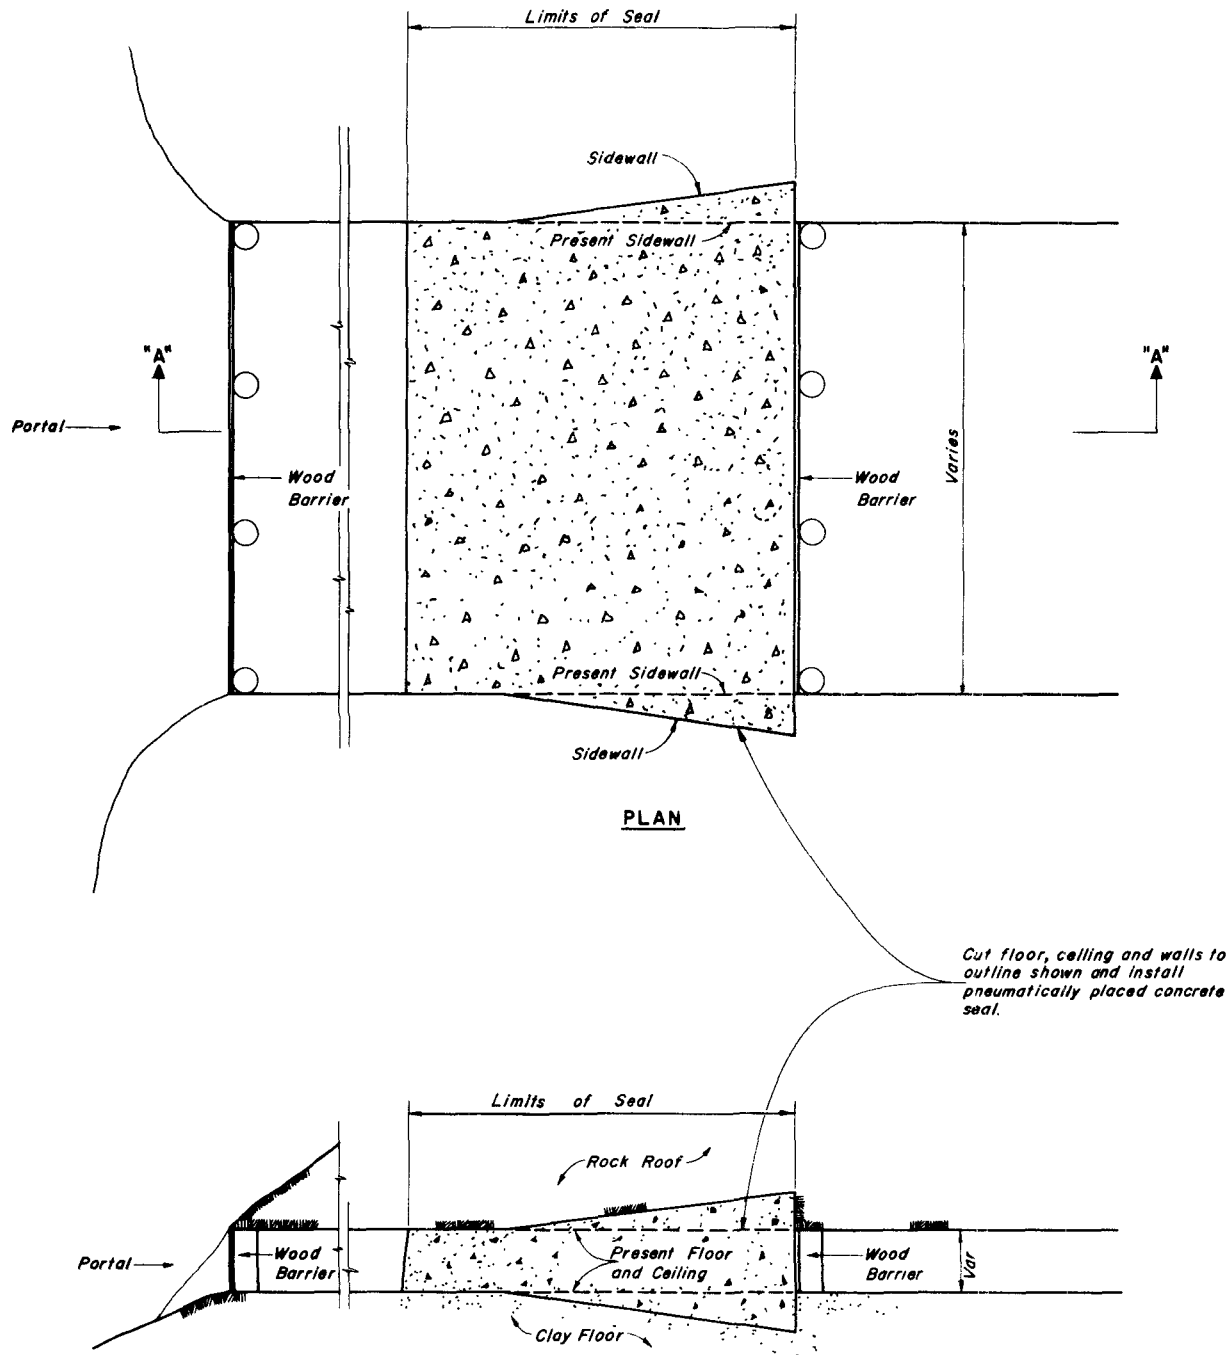 Limits of Seal
Sidewall
Present Sidewall
"A"
"A"
Portal
Wood
Barrier
Varies
Wood
Barrier
Present Sidewall
Sidewall
PLAN
Cut floor, ceiling and walls to
outline shown and install
pneumatically placed concrete
seal.
Limits of Seal
Rock Roof
Portal
Wood
Barrier
Present Floor
and Ceiling
Wood
Barrier
Var
Clay Floor